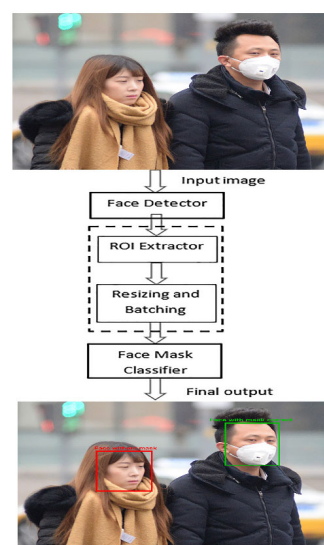 Input image
Face Detector
ROI Extractor
Resizing and
Batching
Face Mask
Classifier
Final output